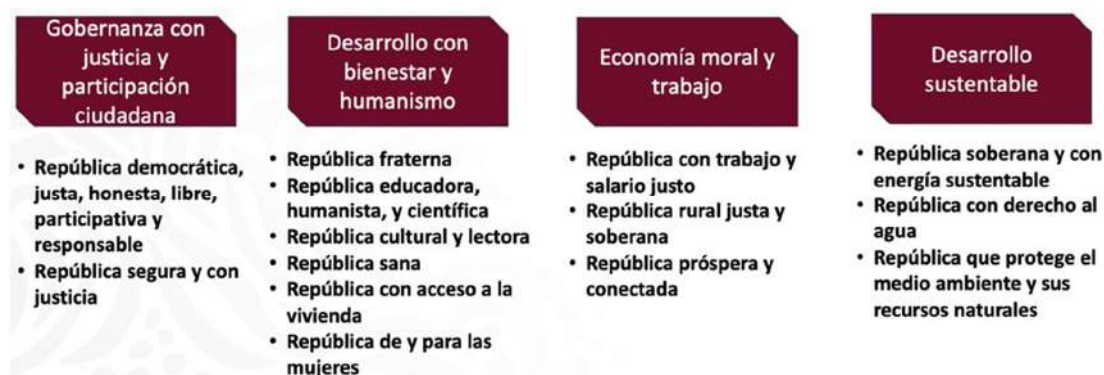 Gobernanza con
justicia y
participación
ciudadana
• República democrática,
justa, honesta, libre,
participativa y
responsable
• República segura y con
justicia
Desarrollo con
bienestar y
humanismo
• República fraterna
• República educadora,
humanista, y científica
• República cultural y lectora
• República sana
• República con acceso a la
vivienda
• República de y para las
mujeres
Economía moral y
trabajo
• República con trabajo y
salario justo
• República rural justa y
soberana
• República próspera y
conectada
Desarrollo
sustentable
• República soberana y con
energía sustentable
• República con derecho al
agua
• República que protege el
medio ambiente y sus
recursos naturales